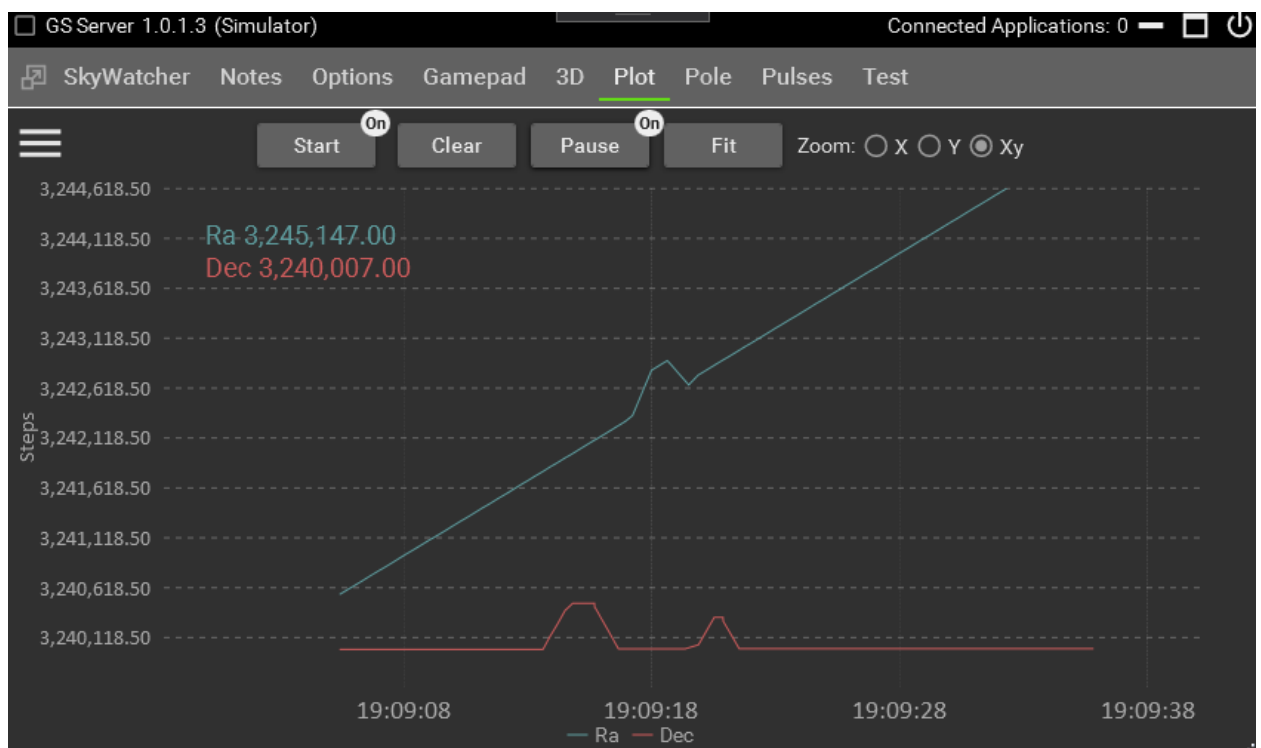 GS Server 1.0.1.3 (Simulator) Connected Applications: 0
SkyWatcher Notes Options Gamepad 3D Plot Pole Pulses Test
Start On Clear Pause On Fit Zoom: X Y Xy
3,244,618.50
3,244,118.50
Ra 3,245,147.00
Dec 3,240,007.00
3,243,618.50
3,243,118.50
3,242,618.50
3,242,118.50
3,241,618.50
3,241,118.50
3,240,618.50
3,240,118.50
Steps
19:09:08 19:09:18 19:09:28 19:09:38
Ra Dec